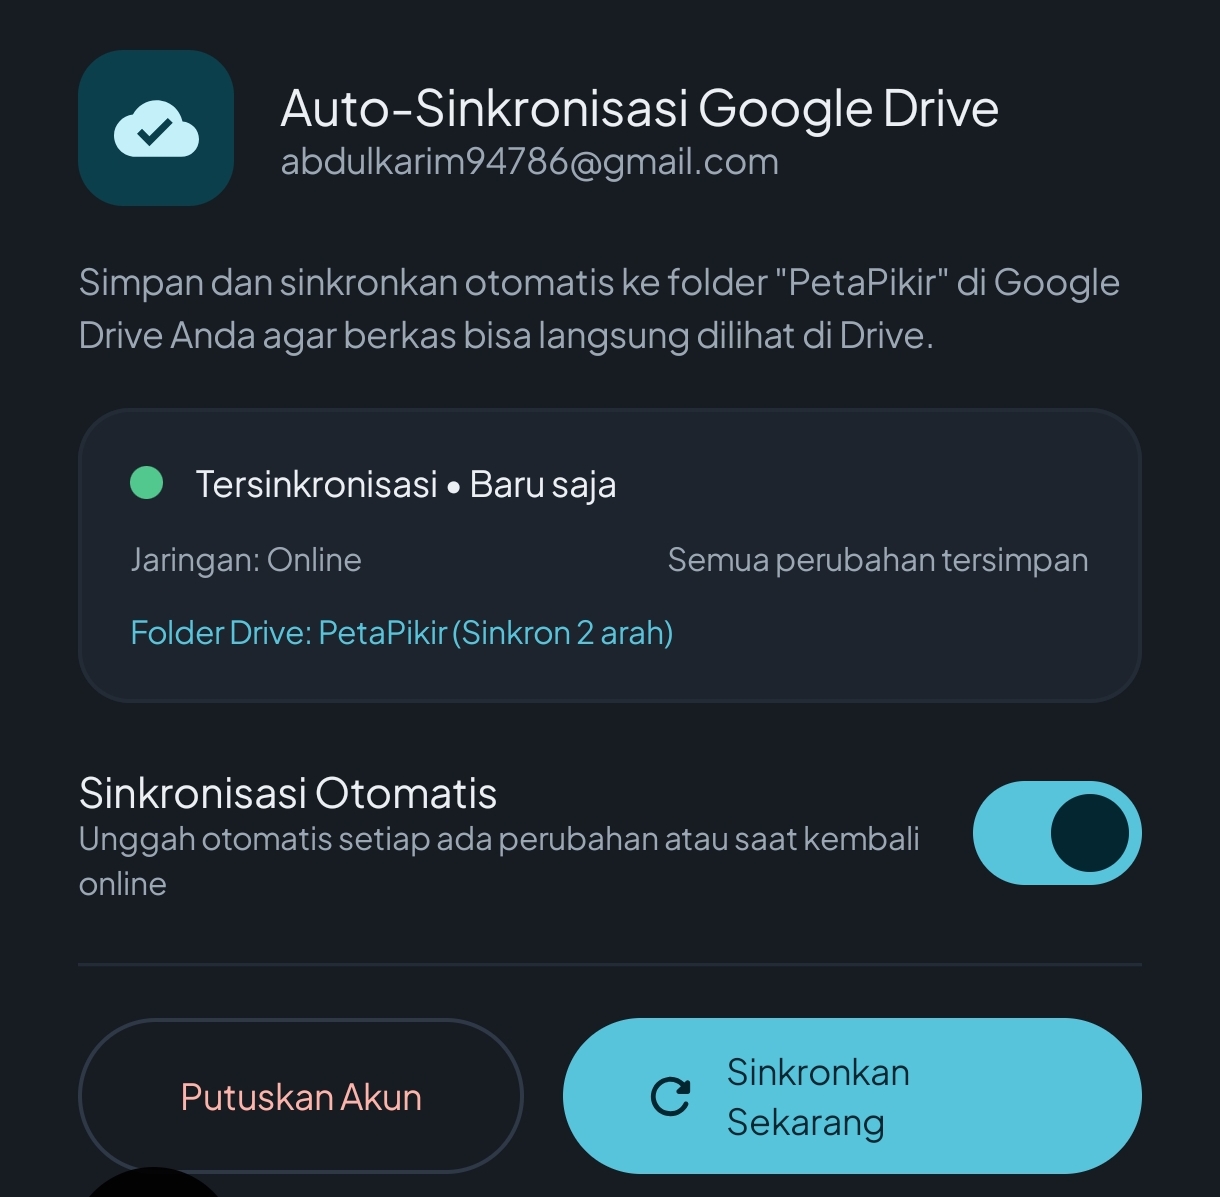 Auto-Sinkronisasi Google Drive
abdulkarim94786@gmail.com
Simpan dan sinkronkan otomatis ke folder "PetaPikir" di Google
Drive Anda agar berkas bisa langsung dilihat di Drive.
Tersinkronisasi • Baru saja
Jaringan: Online
Semua perubahan tersimpan
Folder Drive: PetaPikir (Sinkron 2 arah)
Sinkronisasi Otomatis
Unggah otomatis setiap ada perubahan atau saat kembali
online
Putuskan Akun
Sinkronkan
Sekarang